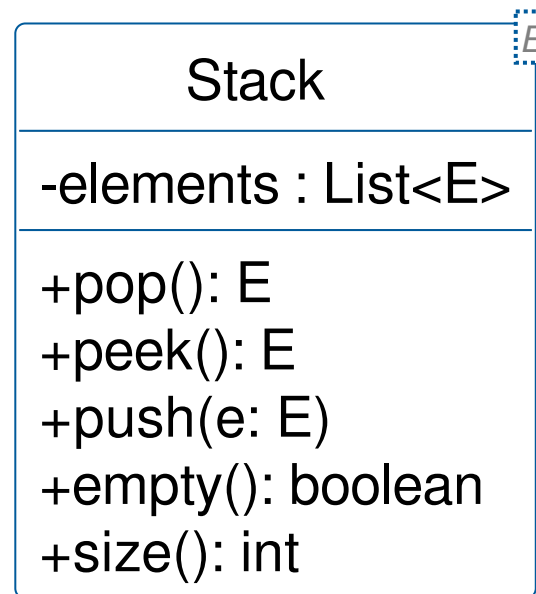 E
Stack
-elements : List<E>
+pop(): E
+peek(): E
+push(e: E)
+empty(): boolean
+size(): int